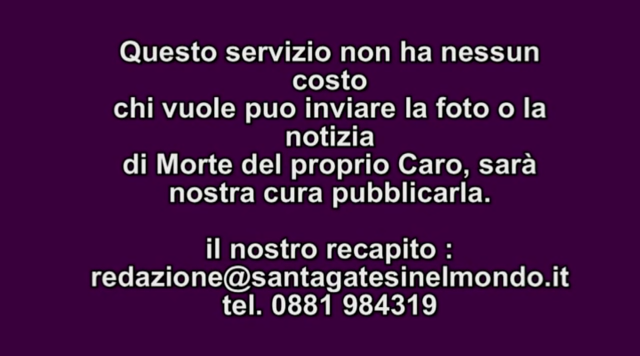 Questo servizio non ha nessun
costo
chi vuole puo inviare la foto o la
notizia
di Morte del proprio Caro, sarà
nostra cura pubblicarla.
il nostro recapito :
redazione@santagatesinelmondo.it
tel. 0881 984319